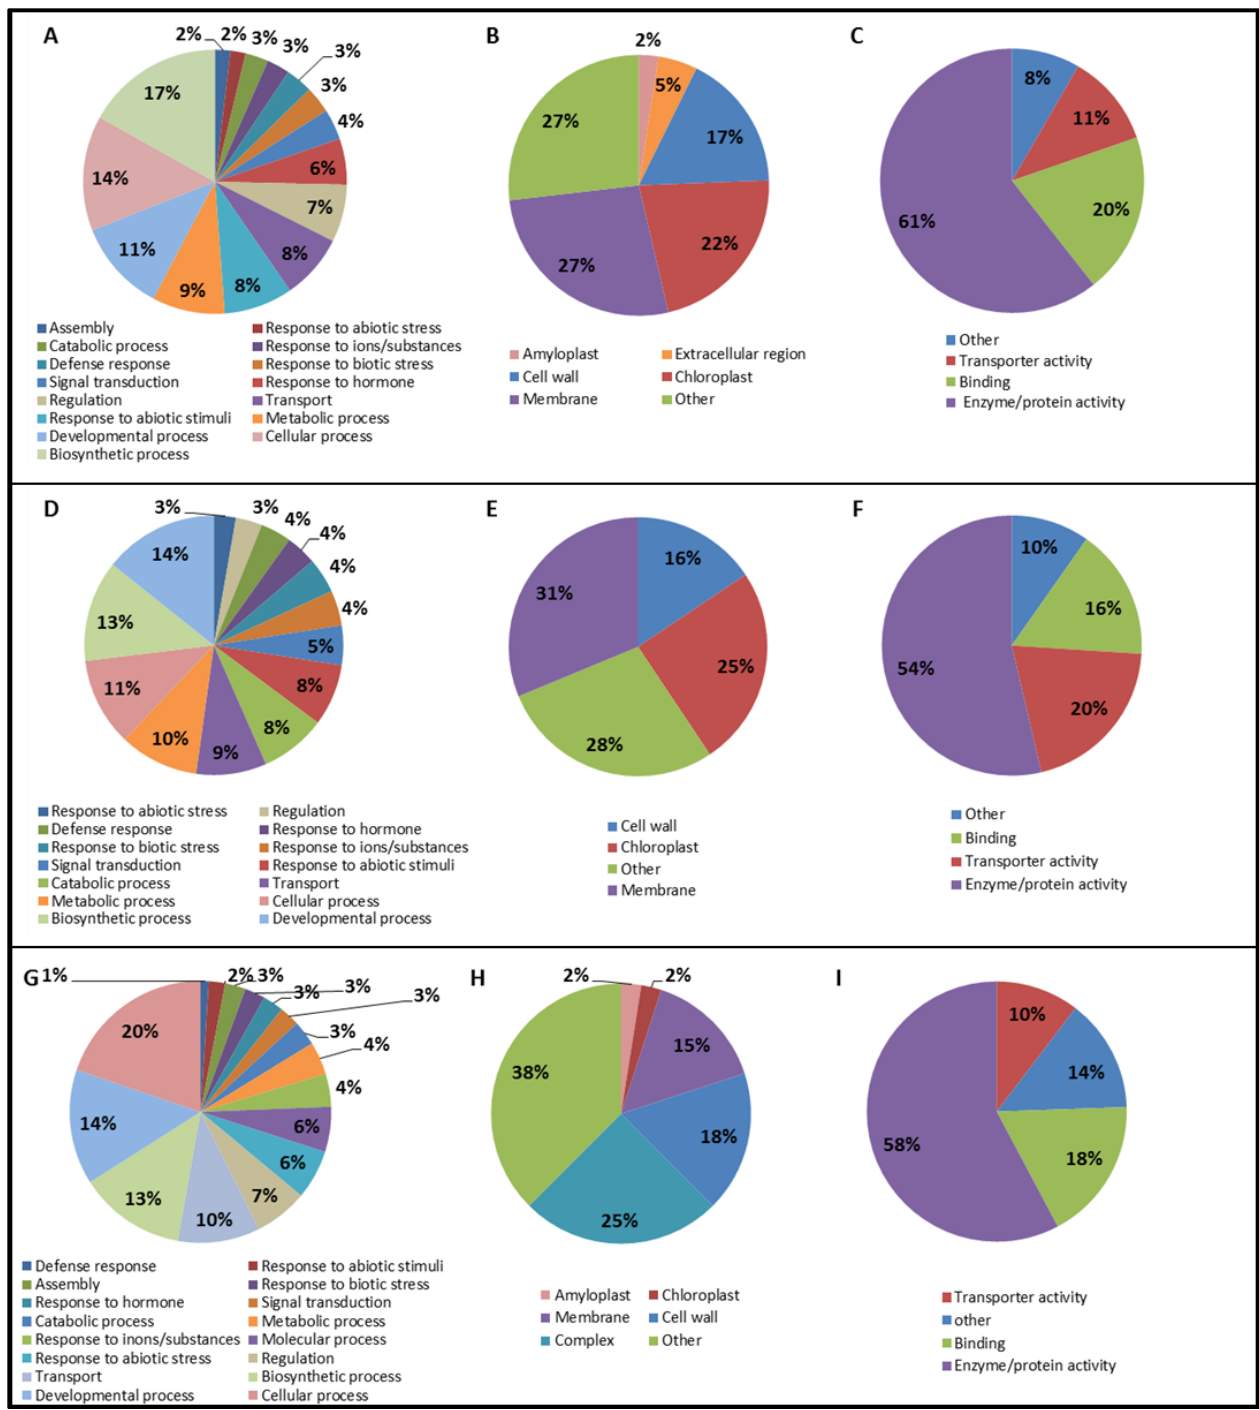 A
2%
2%
3%
3%
3%
3%
4%
6%
7%
8%
8%
9%
11%
14%
17%
Assembly
Response to abiotic stress
Catabolic process
Response to ions/substances
Defense response
Response to biotic stress
Signal transduction
Response to hormone
Regulation
Transport
Response to abiotic stimuli
Metabolic process
Developmental process
Cellular process
Biosynthetic process
B
2%
5%
17%
22%
27%
27%
Amyloplast
Extracellular region
Cell wall
Chloroplast
Membrane
Other
C
8%
11%
20%
61%
Other
Transporter activity
Binding
Enzyme/protein activity
D
3%
3%
4%
4%
4%
4%
5%
8%
8%
9%
10%
11%
13%
14%
Response to abiotic stress
Regulation
Defense response
Response to hormone
Response to biotic stress
Response to ions/substances
Signal transduction
Response to abiotic stimuli
Catabolic process
Transport
Metabolic process
Cellular process
Biosynthetic process
Developmental process
E
16%
25%
28%
31%
Cell wall
Chloroplast
Other
Membrane
F
10%
16%
20%
54%
Other
Binding
Transporter activity
Enzyme/protein activity
G
1%
2%
3%
3%
3%
3%
3%
4%
4%
6%
6%
7%
10%
13%
14%
20%
Defense response
Response to abiotic stimuli
Assembly
Response to biotic stress
Response to hormone
Signal transduction
Catabolic process
Metabolic process
Response to inons/substances
Molecular process
Response to abiotic stress
Regulation
Transport
Biosynthetic process
Developmental process
Cellular process
H
2%
2%
15%
18%
25%
38%
Amyloplast
Chloroplast
Membrane
Cell wall
Complex
Other
I
10%
14%
18%
58%
Transporter activity
other
Binding
Enzyme/protein activity